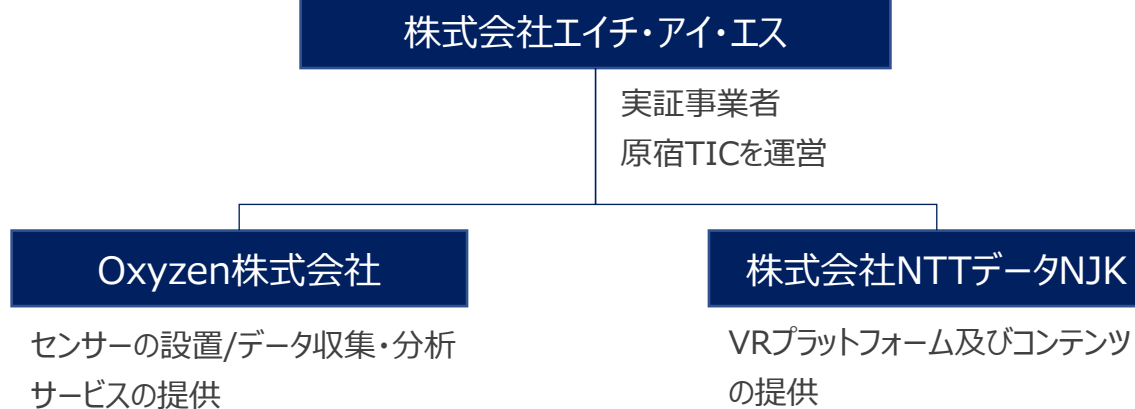 株式会社エイチ・アイ・エス
実証事業者
原宿TICを運営
Oxyzen株式会社
株式会社NTTデータNJK
センサーの設置/データ収集・分析
サービスの提供
VRプラットフォーム及びコンテンツ
の提供